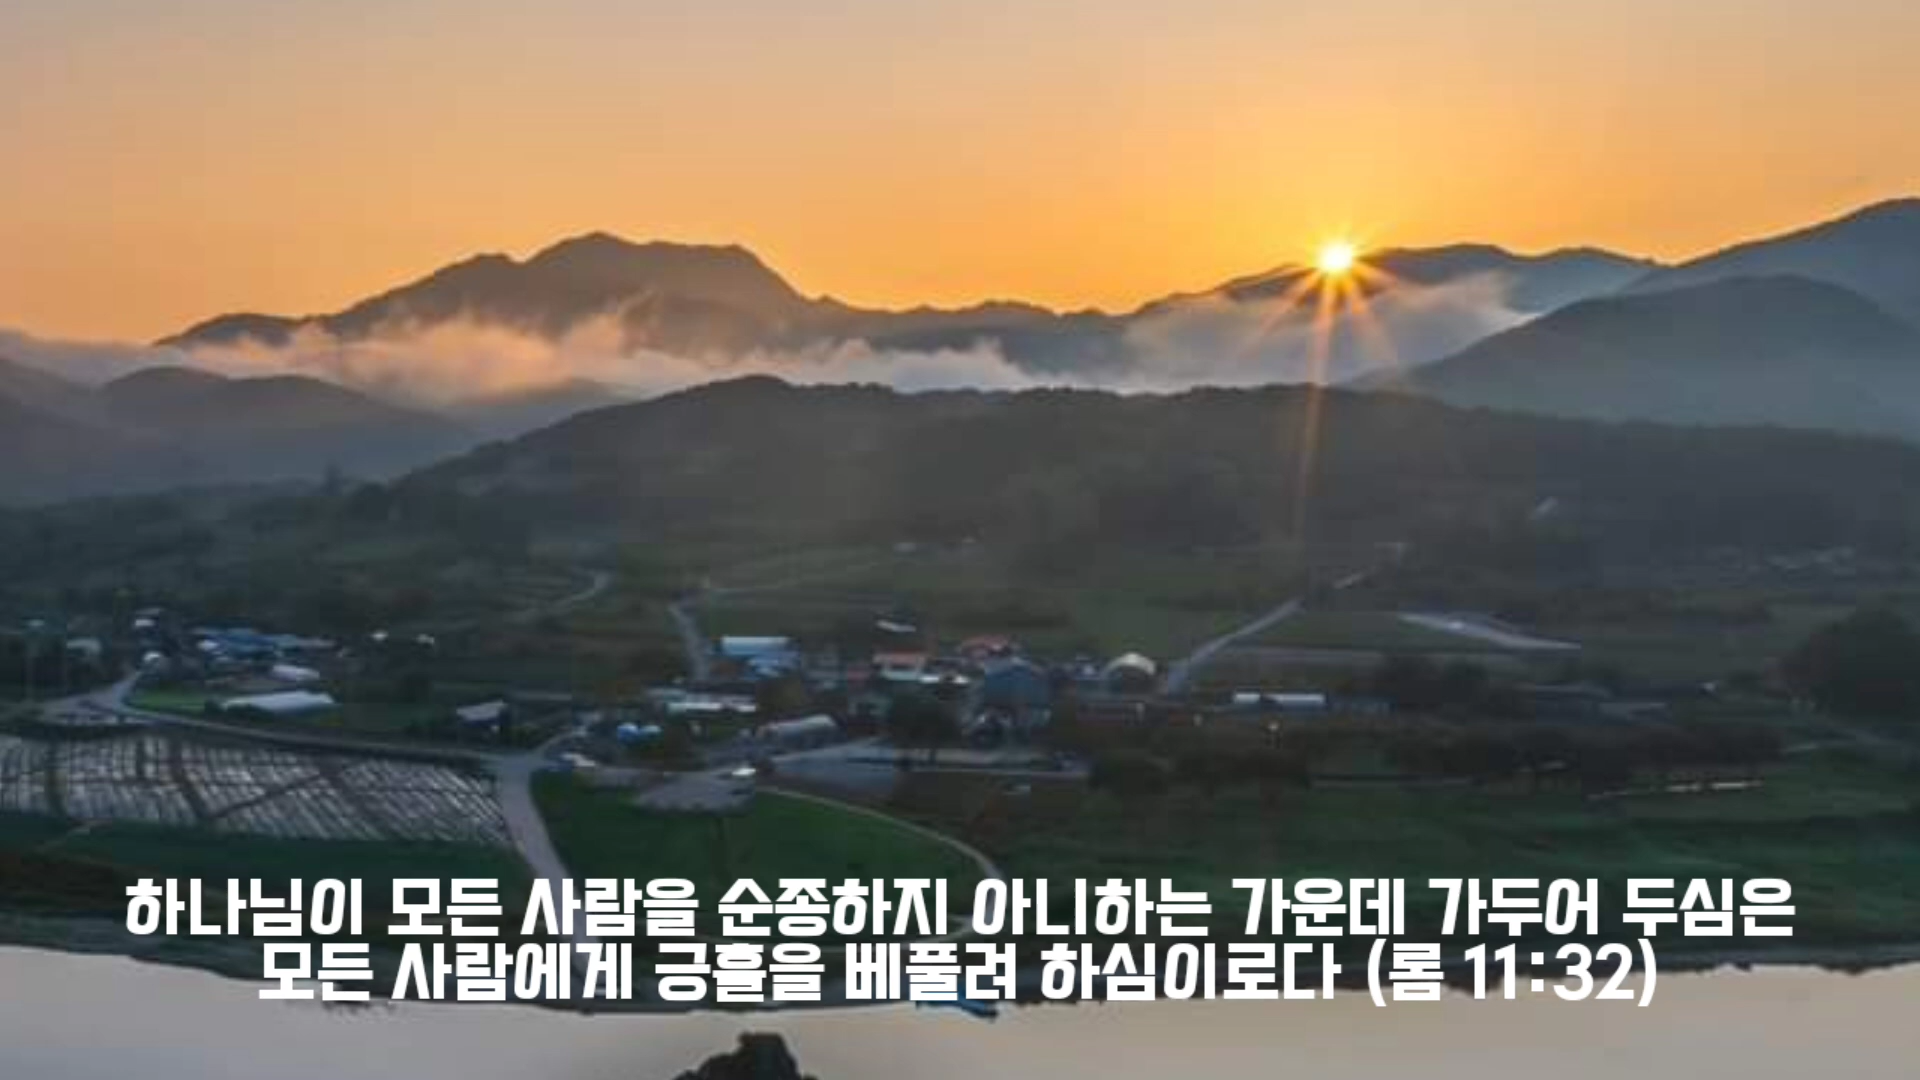 하나님이 모든 사람을 순종하지 아니하는 가운데 가두어 두심은
모든 사람에게 긍휼을 베풀려 하심이로다 (롬 11:32)